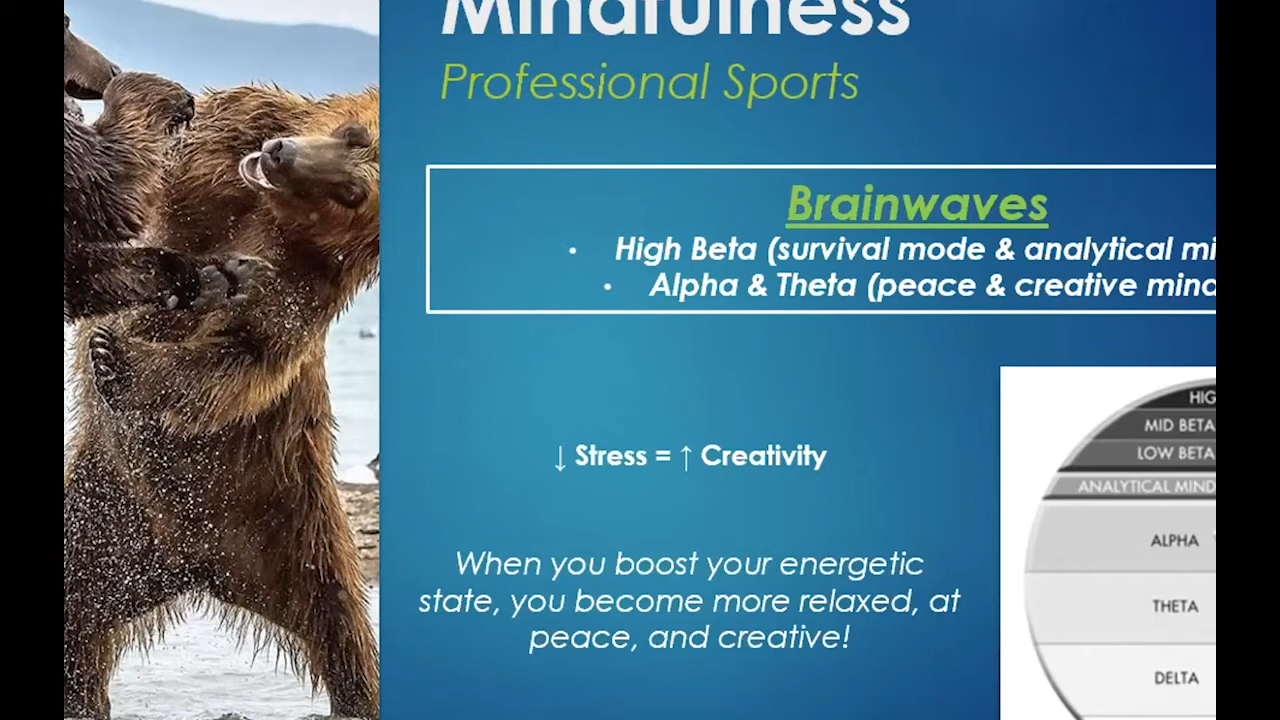 Mindfulness
Professional Sports
Brainwaves
• High Beta (survival mode & analytical mi
• Alpha & Theta (peace & creative mind
↓ Stress = ↑ Creativity
When you boost your energetic
state, you become more relaxed, at
peace, and creative!
HIG
MID BETA
LOW BETA
ANALYTICAL MIND
ALPHA
THETA
DELTA